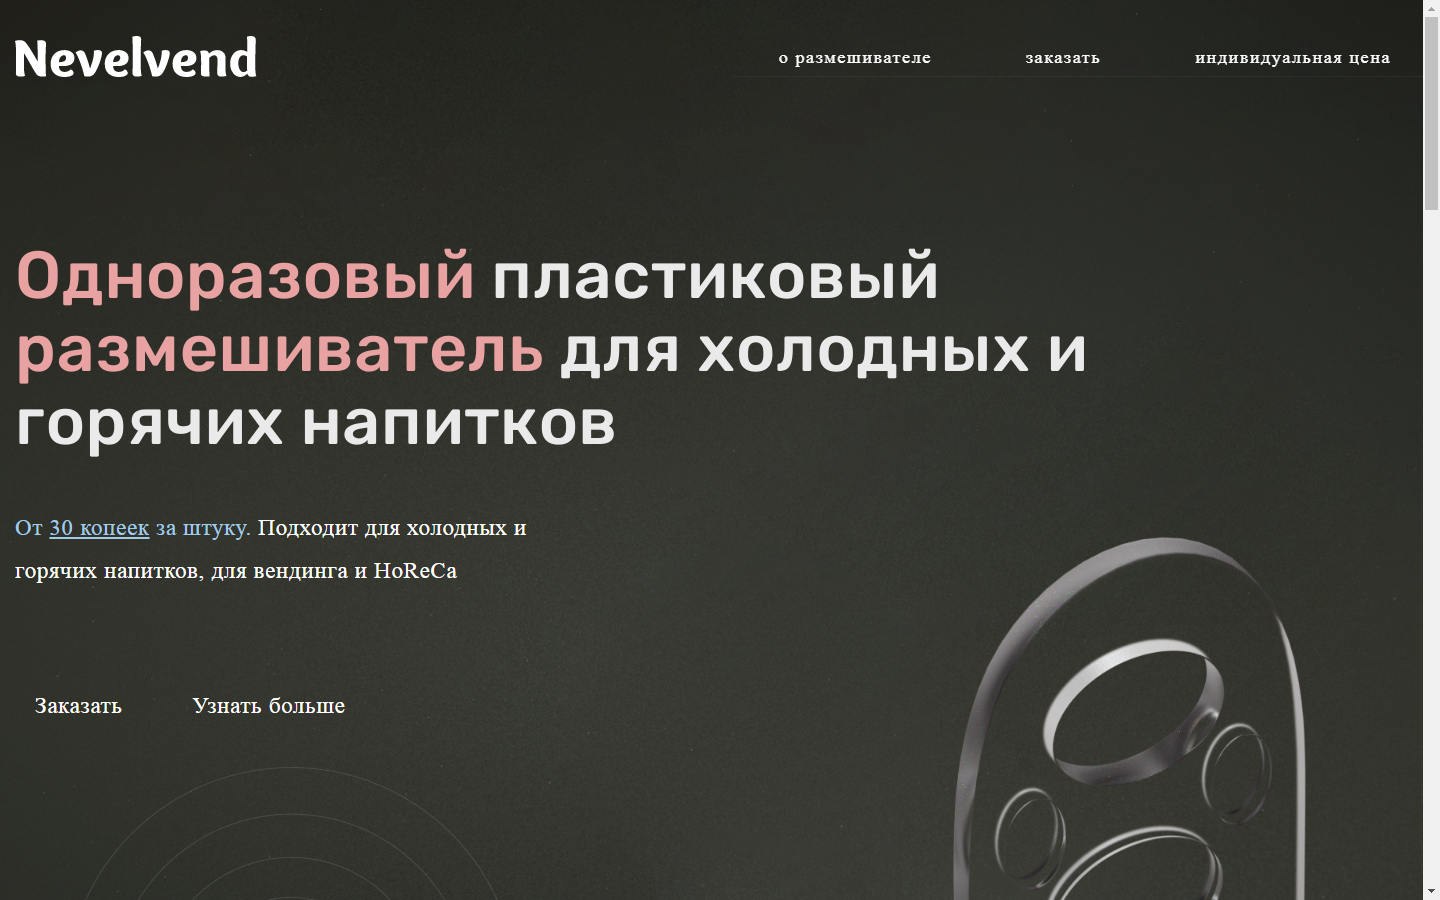 Nevelvend
о размешивателе
заказать
индивидуальная цена
Одноразовый пластиковый
размешиватель для холодных и
горячих напитков
От 30 копеек за штуку. Подходит для холодных и
горячих напитков, для вендинга и HoReCa
Заказать
Узнать больше